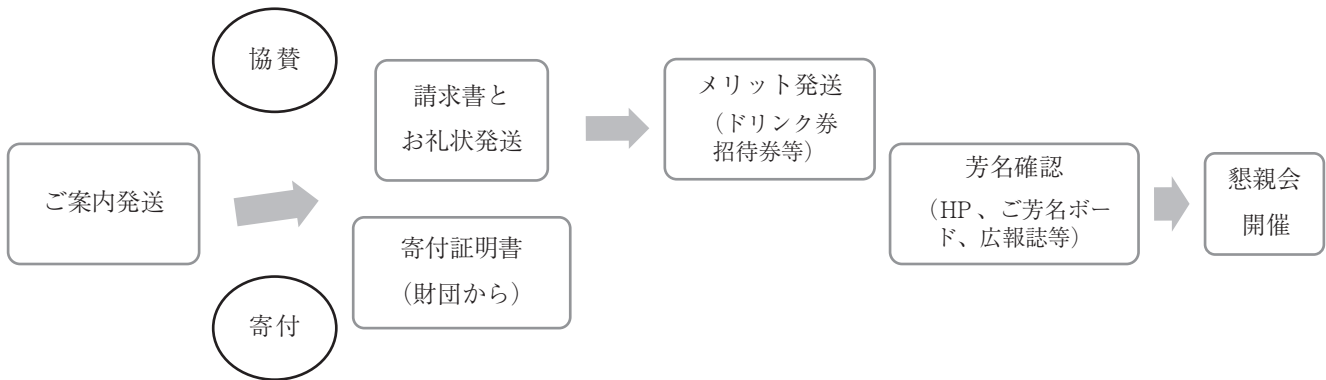 協賛
請求書と
お礼状発送
メリット発送
（ドリンク券
招待券等）
ご案内発送
芳名確認
（HP 、ご芳名ボー
ド、広報誌等）
懇親会
開催
寄付証明書
（財団から）
寄付